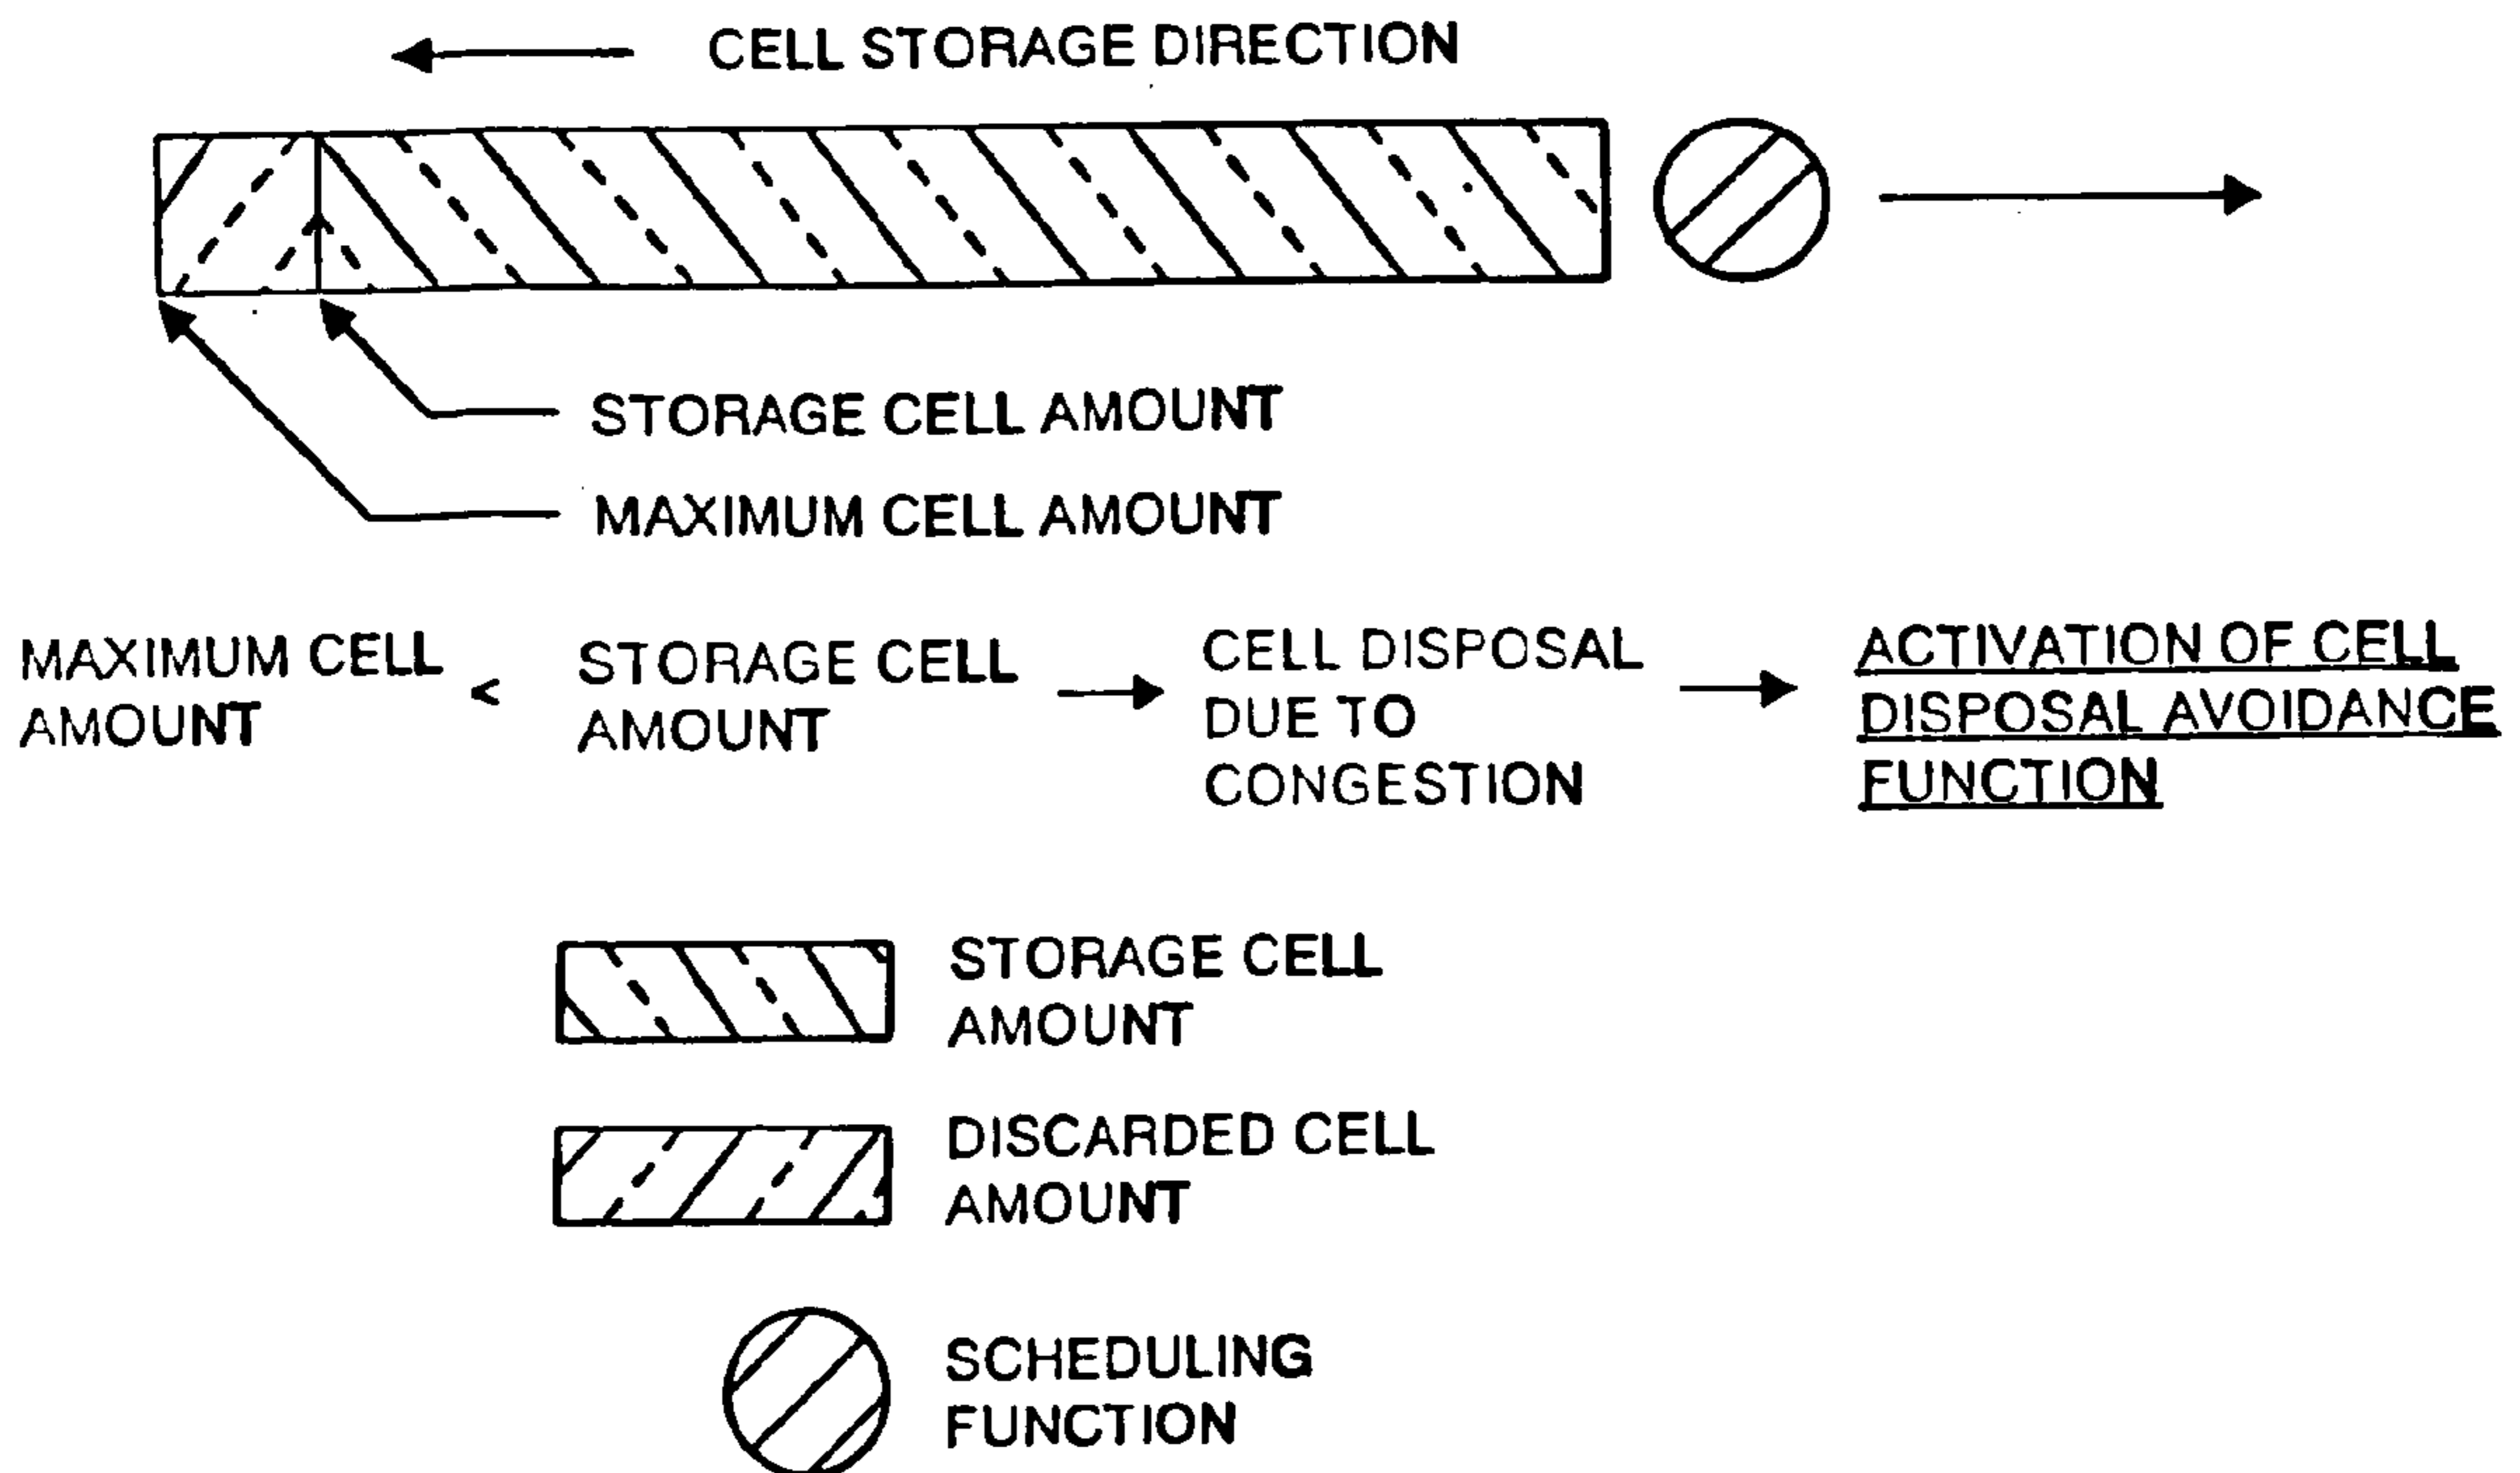 CELL STORAGE DIRECTION
STORAGE CELL AMOUNT
MAXIMUM CELL AMOUNT
MAXIMUM CELL
AMOUNT
<
STORAGE CELL
AMOUNT
CELL DISPOSAL
DUE TO
CONGESTION
ACTIVATION OF CELL
DISPOSAL AVOIDANCE
FUNCTION
STORAGE CELL
AMOUNT
DISCARDED CELL
AMOUNT
SCHEDULING
FUNCTION